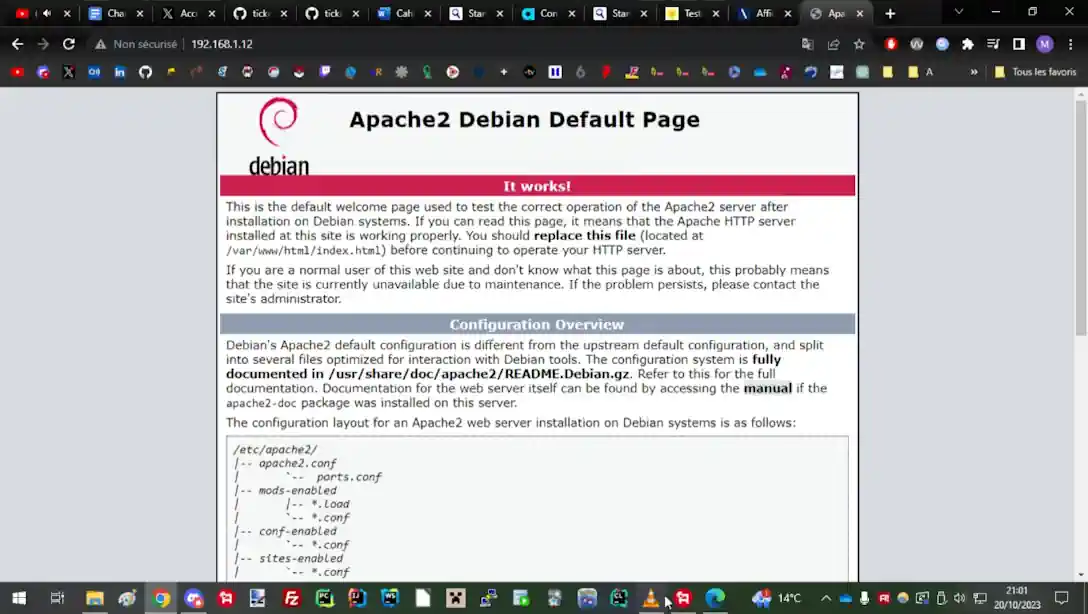 Cha
Acc
tick
tick
Cah
Star
Con
Star
Test
Affi
Apa
Non sécurisé
192.168.1.12
M
A
»
Tous les favoris
debian
Apache2 Debian Default Page
It works!
This is the default welcome page used to test the correct operation of the Apache2 server after
installation on Debian systems. If you can read this page, it means that the Apache HTTP server
installed at this site is working properly. You should replace this file (located at
/var/www/html/index.html) before continuing to operate your HTTP server.
If you are a normal user of this web site and don't know what this page is about, this probably means
that the site is currently unavailable due to maintenance. If the problem persists, please contact the
site's administrator.
Configuration Overview
Debian's Apache2 default configuration is different from the upstream default configuration, and split
into several files optimized for interaction with Debian tools. The configuration system is fully
documented in /usr/share/doc/apache2/README.Debian.gz. Refer to this for the full
documentation. Documentation for the web server itself can be found by accessing the manual if the
apache2-doc package was installed on this server.
The configuration layout for an Apache2 web server installation on Debian systems is as follows:
/etc/apache2/
|-- apache2.conf
|       `-- ports.conf
|-- mods-enabled
|       |-- *.load
|       `-- *.conf
|-- conf-enabled
|       `-- *.conf
|-- sites-enabled
|       `-- *.conf
14°C
21:01
20/10/2023